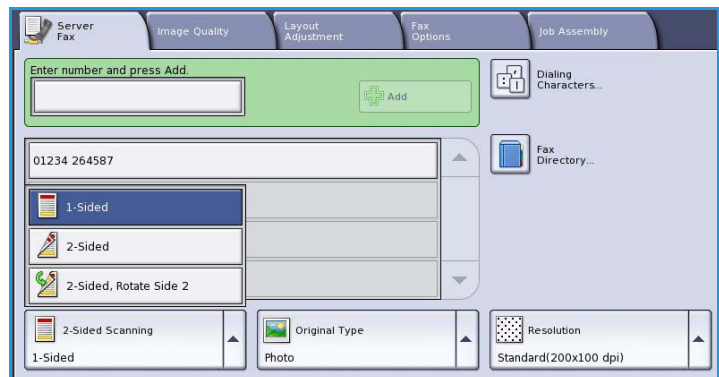 Server
Fax
Image Quality
Layout
Adjustment
Fax
Options
Job Assembly
Enter number and press Add.
Add
Dialing
Characters...
01234 264587
Fax
Directory...
1-Sided
2-Sided
2-Sided, Rotate Side 2
2-Sided Scanning
1-Sided
Original Type
Photo
Resolution
Standard(200x100 dpi)